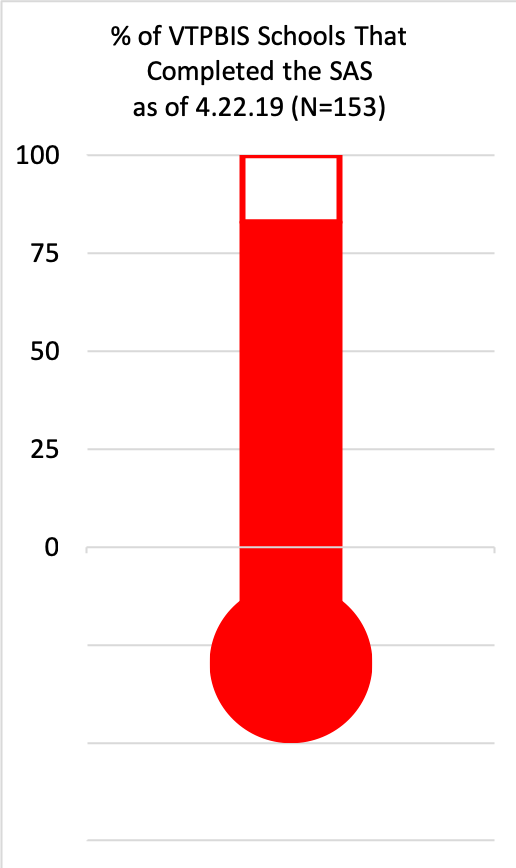 % of VTPBIS Schools That
Completed the SAS
as of 4.22.19 (N=153)
100
75
50
25
0